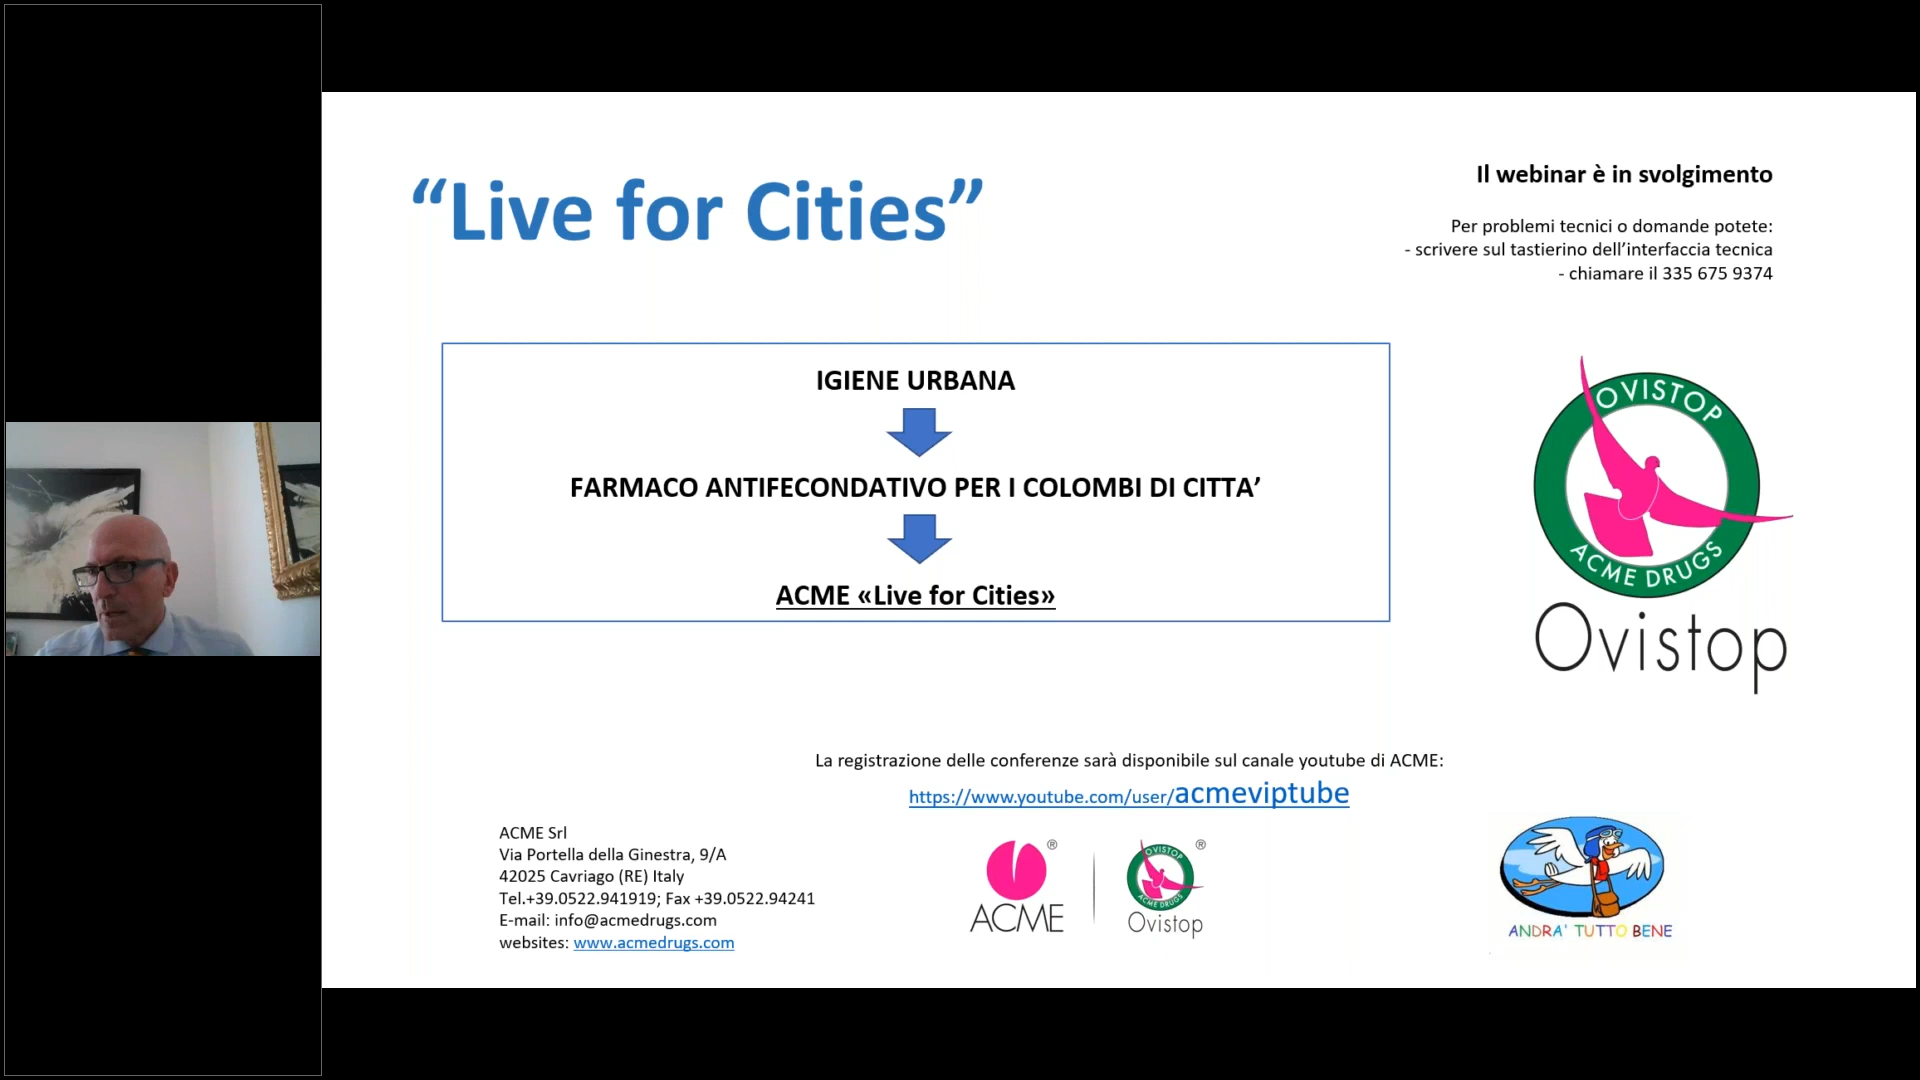 “Live for Cities”
Il webinar è in svolgimento
Per problemi tecnici o domande potete:
- scrivere sul tastierino dell’interfaccia tecnica
- chiamare il 335 675 9374
IGIENE URBANA
FARMACO ANTIFECONDATIVO PER I COLOMBI DI CITTA’
ACME «Live for Cities»
OVISTOP
ACME DRUGS
Ovistop
La registrazione delle conferenze sarà disponibile sul canale youtube di ACME:
https://www.youtube.com/user/acmeviptube
ACME Srl
Via Portella della Ginestra, 9/A
42025 Cavriago (RE) Italy
Tel.+39.0522.941919; Fax +39.0522.94241
E-mail: info@acmedrugs.com
websites: www.acmedrugs.com
®
ACME
®
OVISTOP
ACME DRUGS
Ovistop
ANDRA' TUTTO BENE